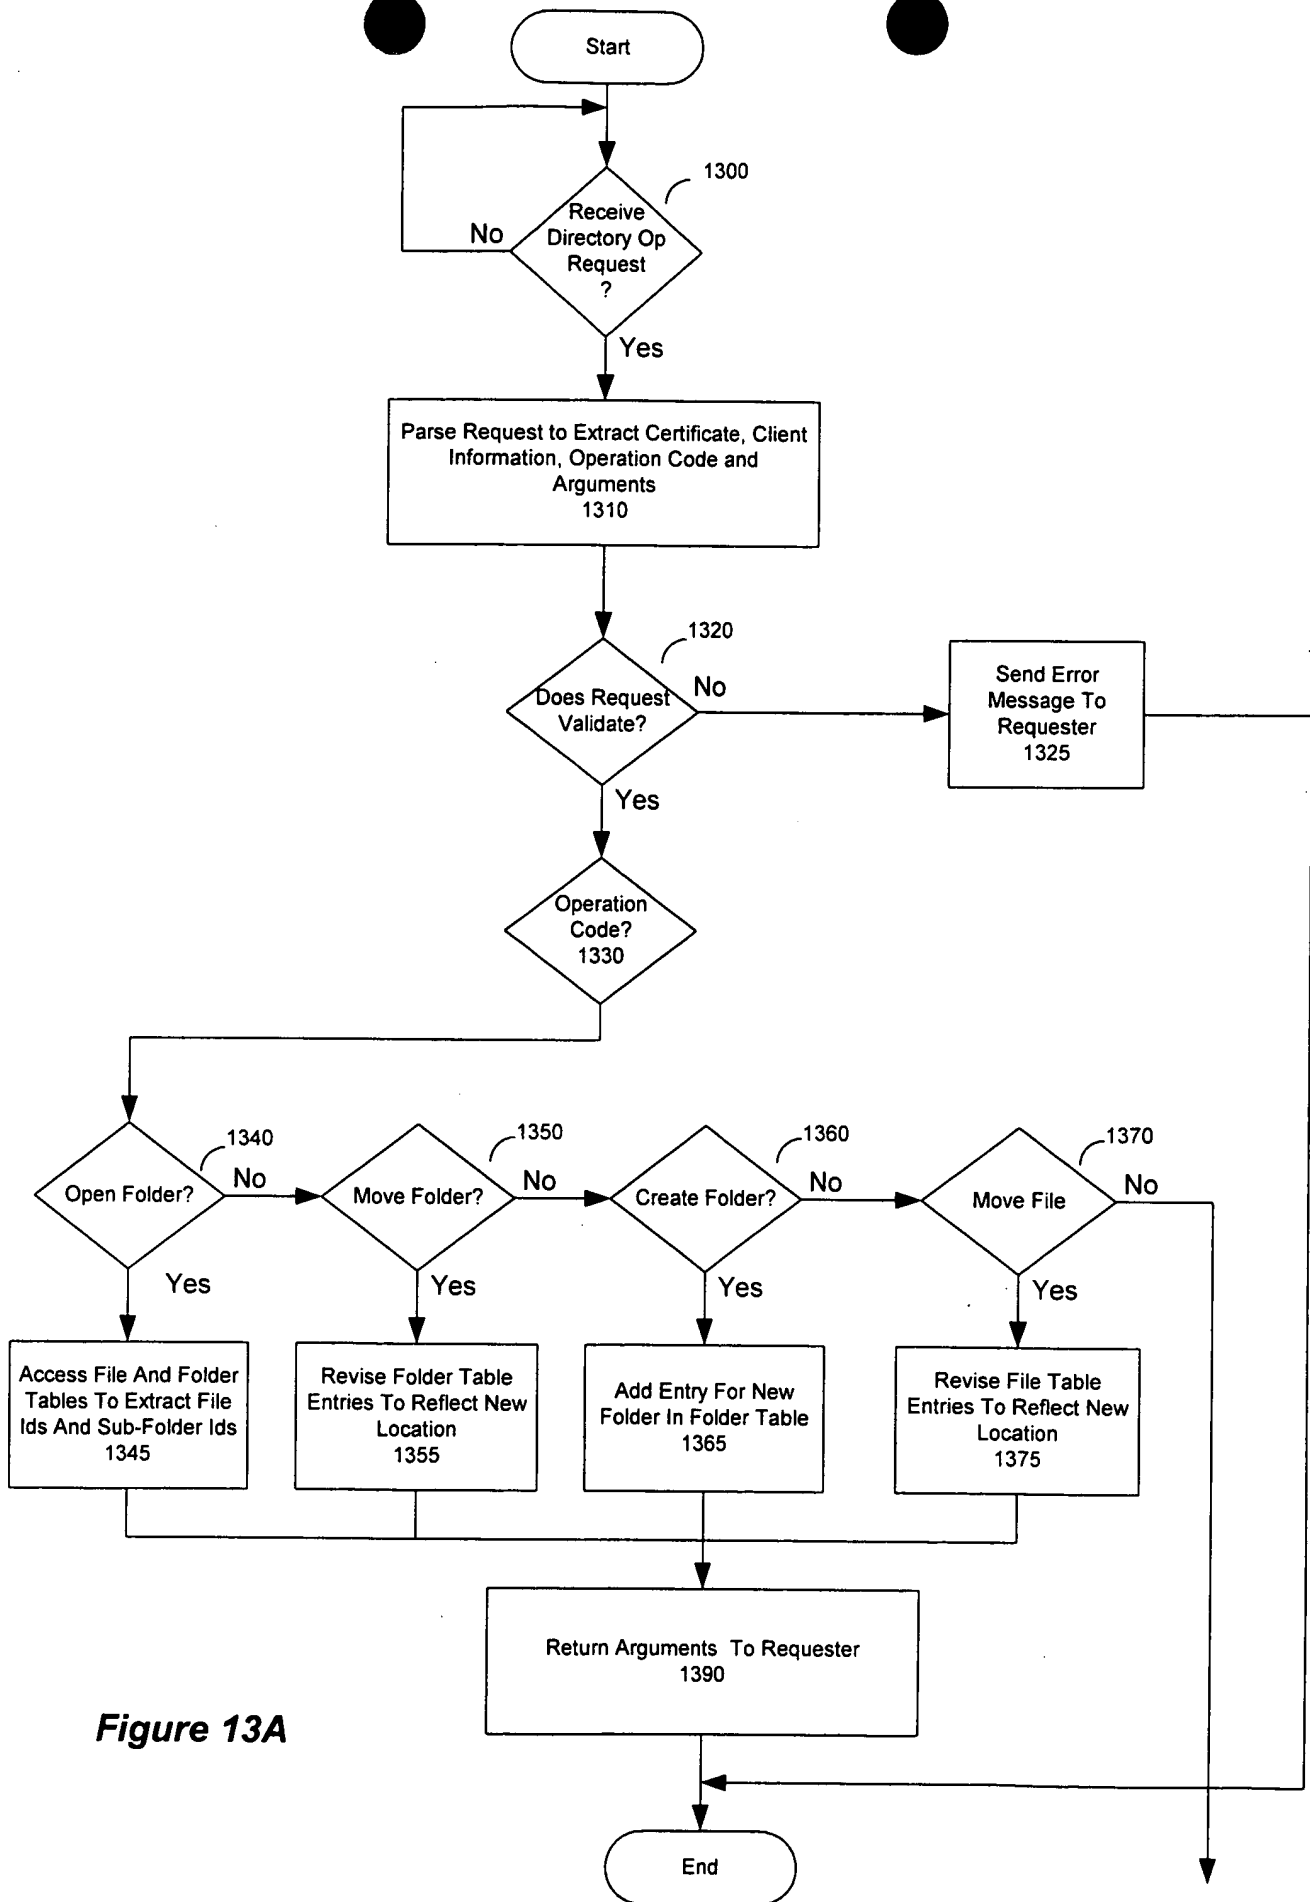 Start
1300
Receive
Directory Op
Request
?
No
Yes
Parse Request to Extract Certificate, Client
Information, Operation Code and
Arguments
1310
1320
Does Request
Validate?
No
Send Error
Message To
Requester
1325
Yes
Operation
Code?
1330
1340
Open Folder?
No
1350
Move Folder?
No
1360
Create Folder?
No
1370
Move File
No
Yes
Yes
Yes
Yes
Access File And Folder
Tables To Extract File
Ids And Sub-Folder Ids
1345
Revise Folder Table
Entries To Reflect New
Location
1355
Add Entry For New
Folder In Folder Table
1365
Revise File Table
Entries To Reflect New
Location
1375
Return Arguments To Requester
1390
Figure 13A
End